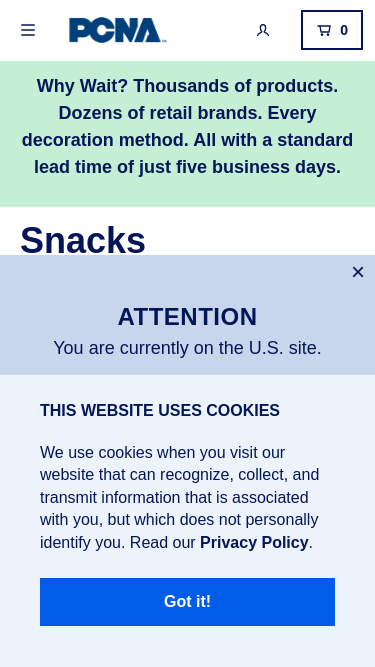 PCNA
0
Why Wait? Thousands of products.
Dozens of retail brands. Every
decoration method. All with a standard
lead time of just five business days.
Snacks
×
ATTENTION
You are currently on the U.S. site.
THIS WEBSITE USES COOKIES
We use cookies when you visit our
website that can recognize, collect, and
transmit information that is associated
with you, but which does not personally
identify you. Read our Privacy Policy.
Got it!